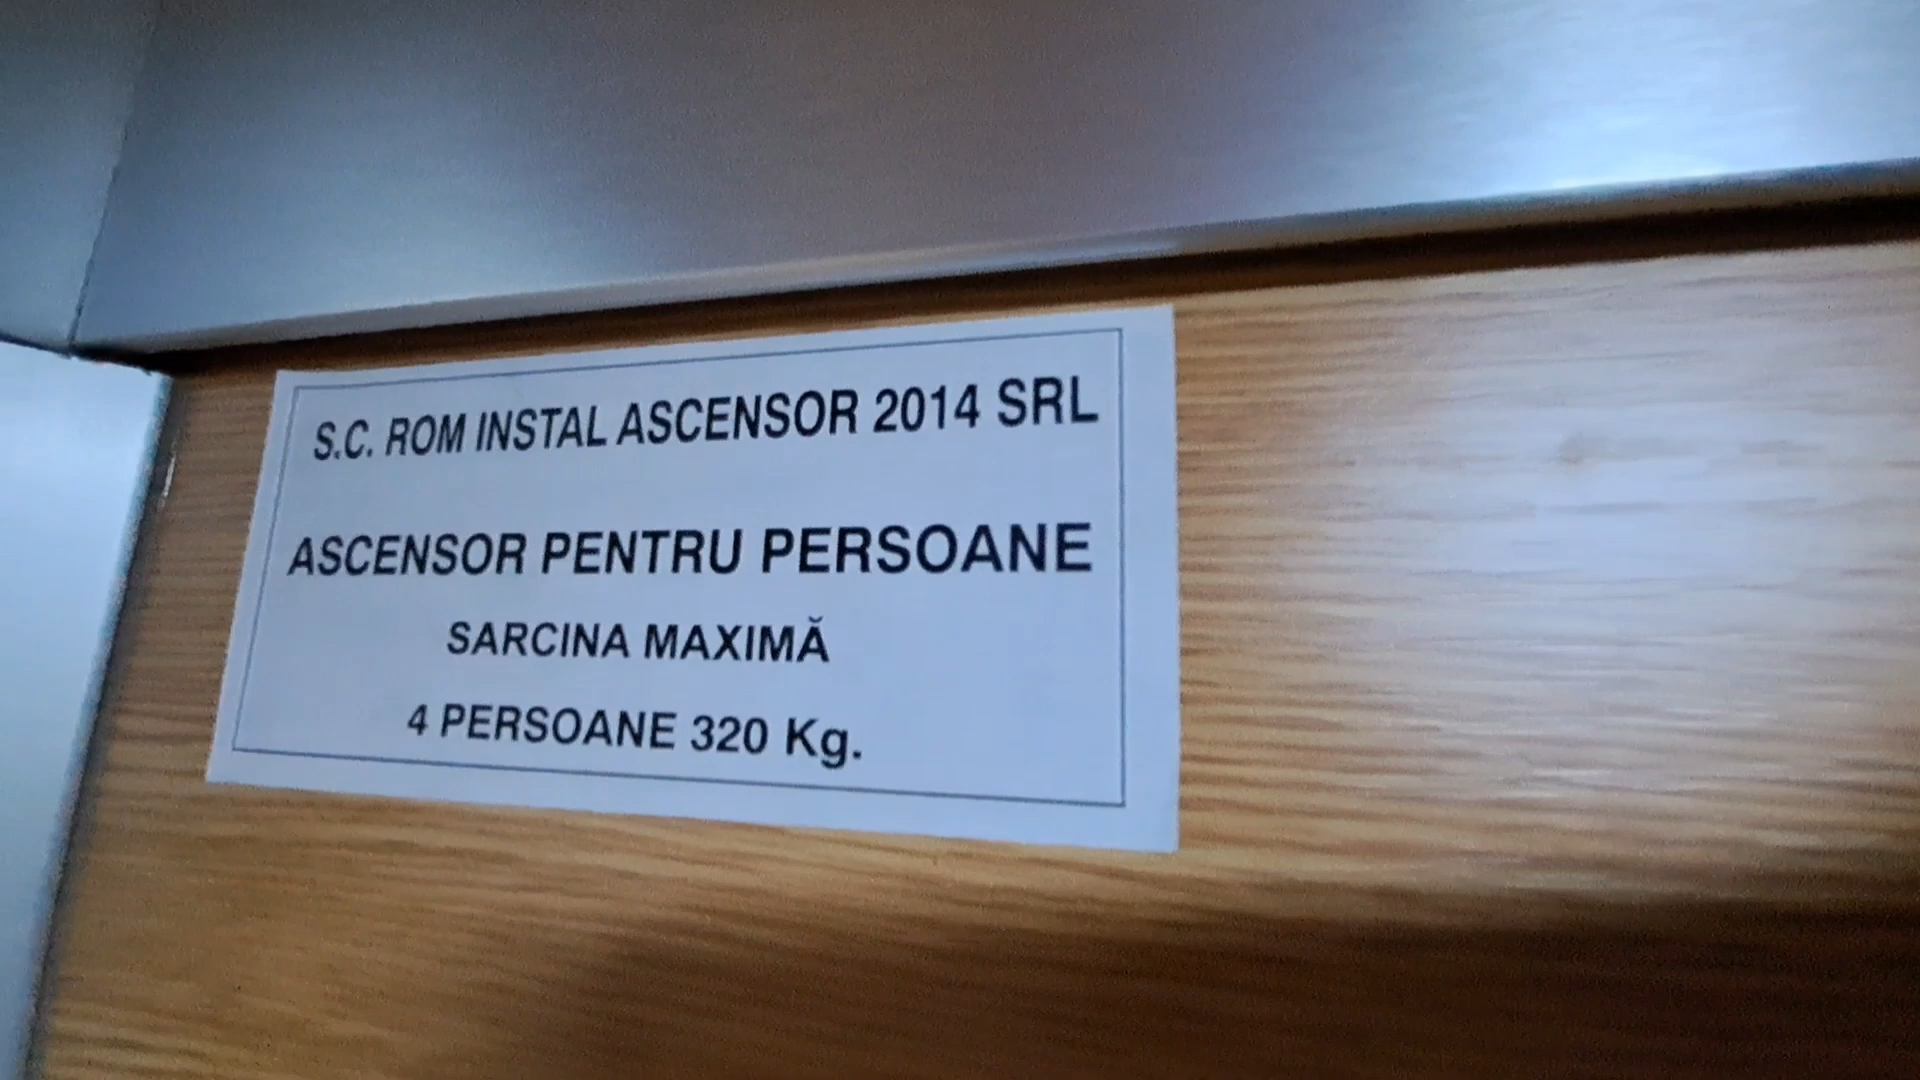 S.C. ROM INSTAL ASCENSOR 2014 SRL
ASCENSOR PENTRU PERSOANE
SARCINA MAXIMĂ
4 PERSOANE 320 Kg.